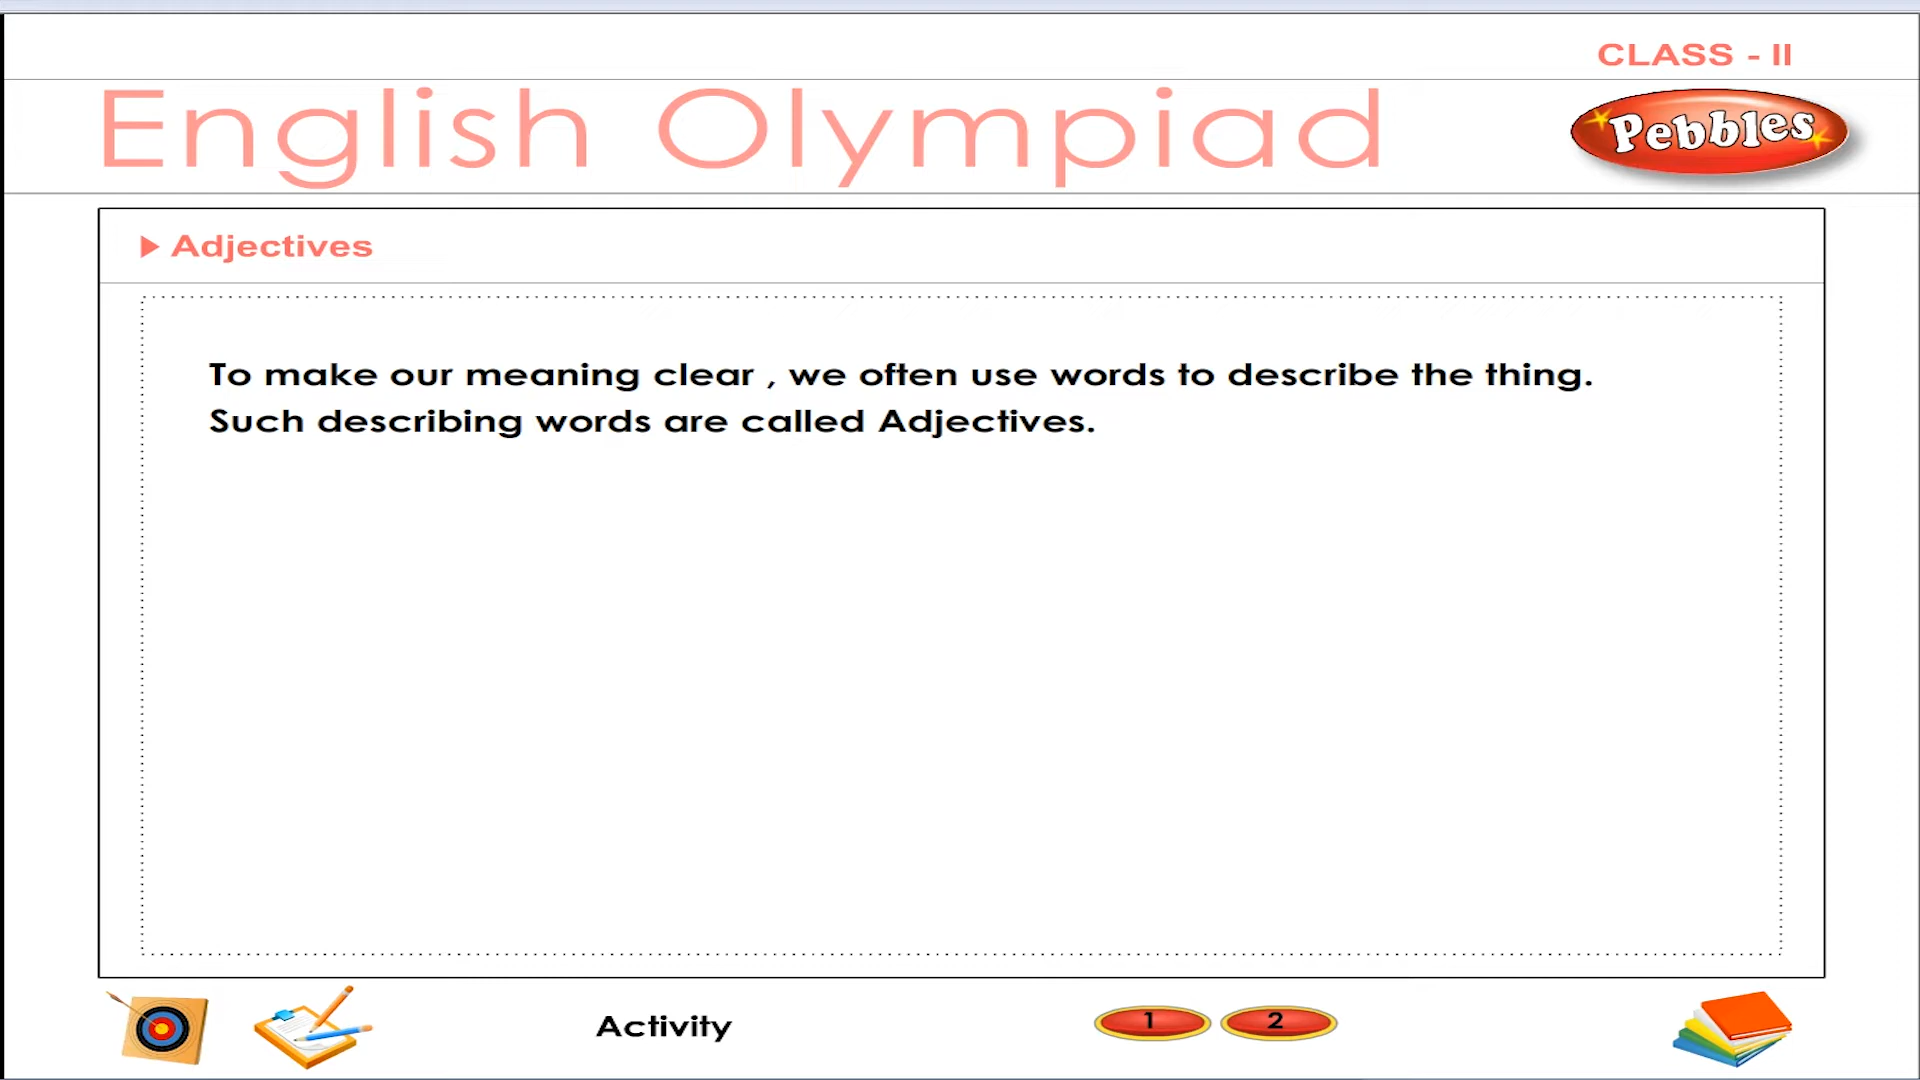 CLASS - II
English Olympiad
Pebbles
Adjectives
To make our meaning clear , we often use words to describe the thing.
Such describing words are called Adjectives.
Activity
1
2